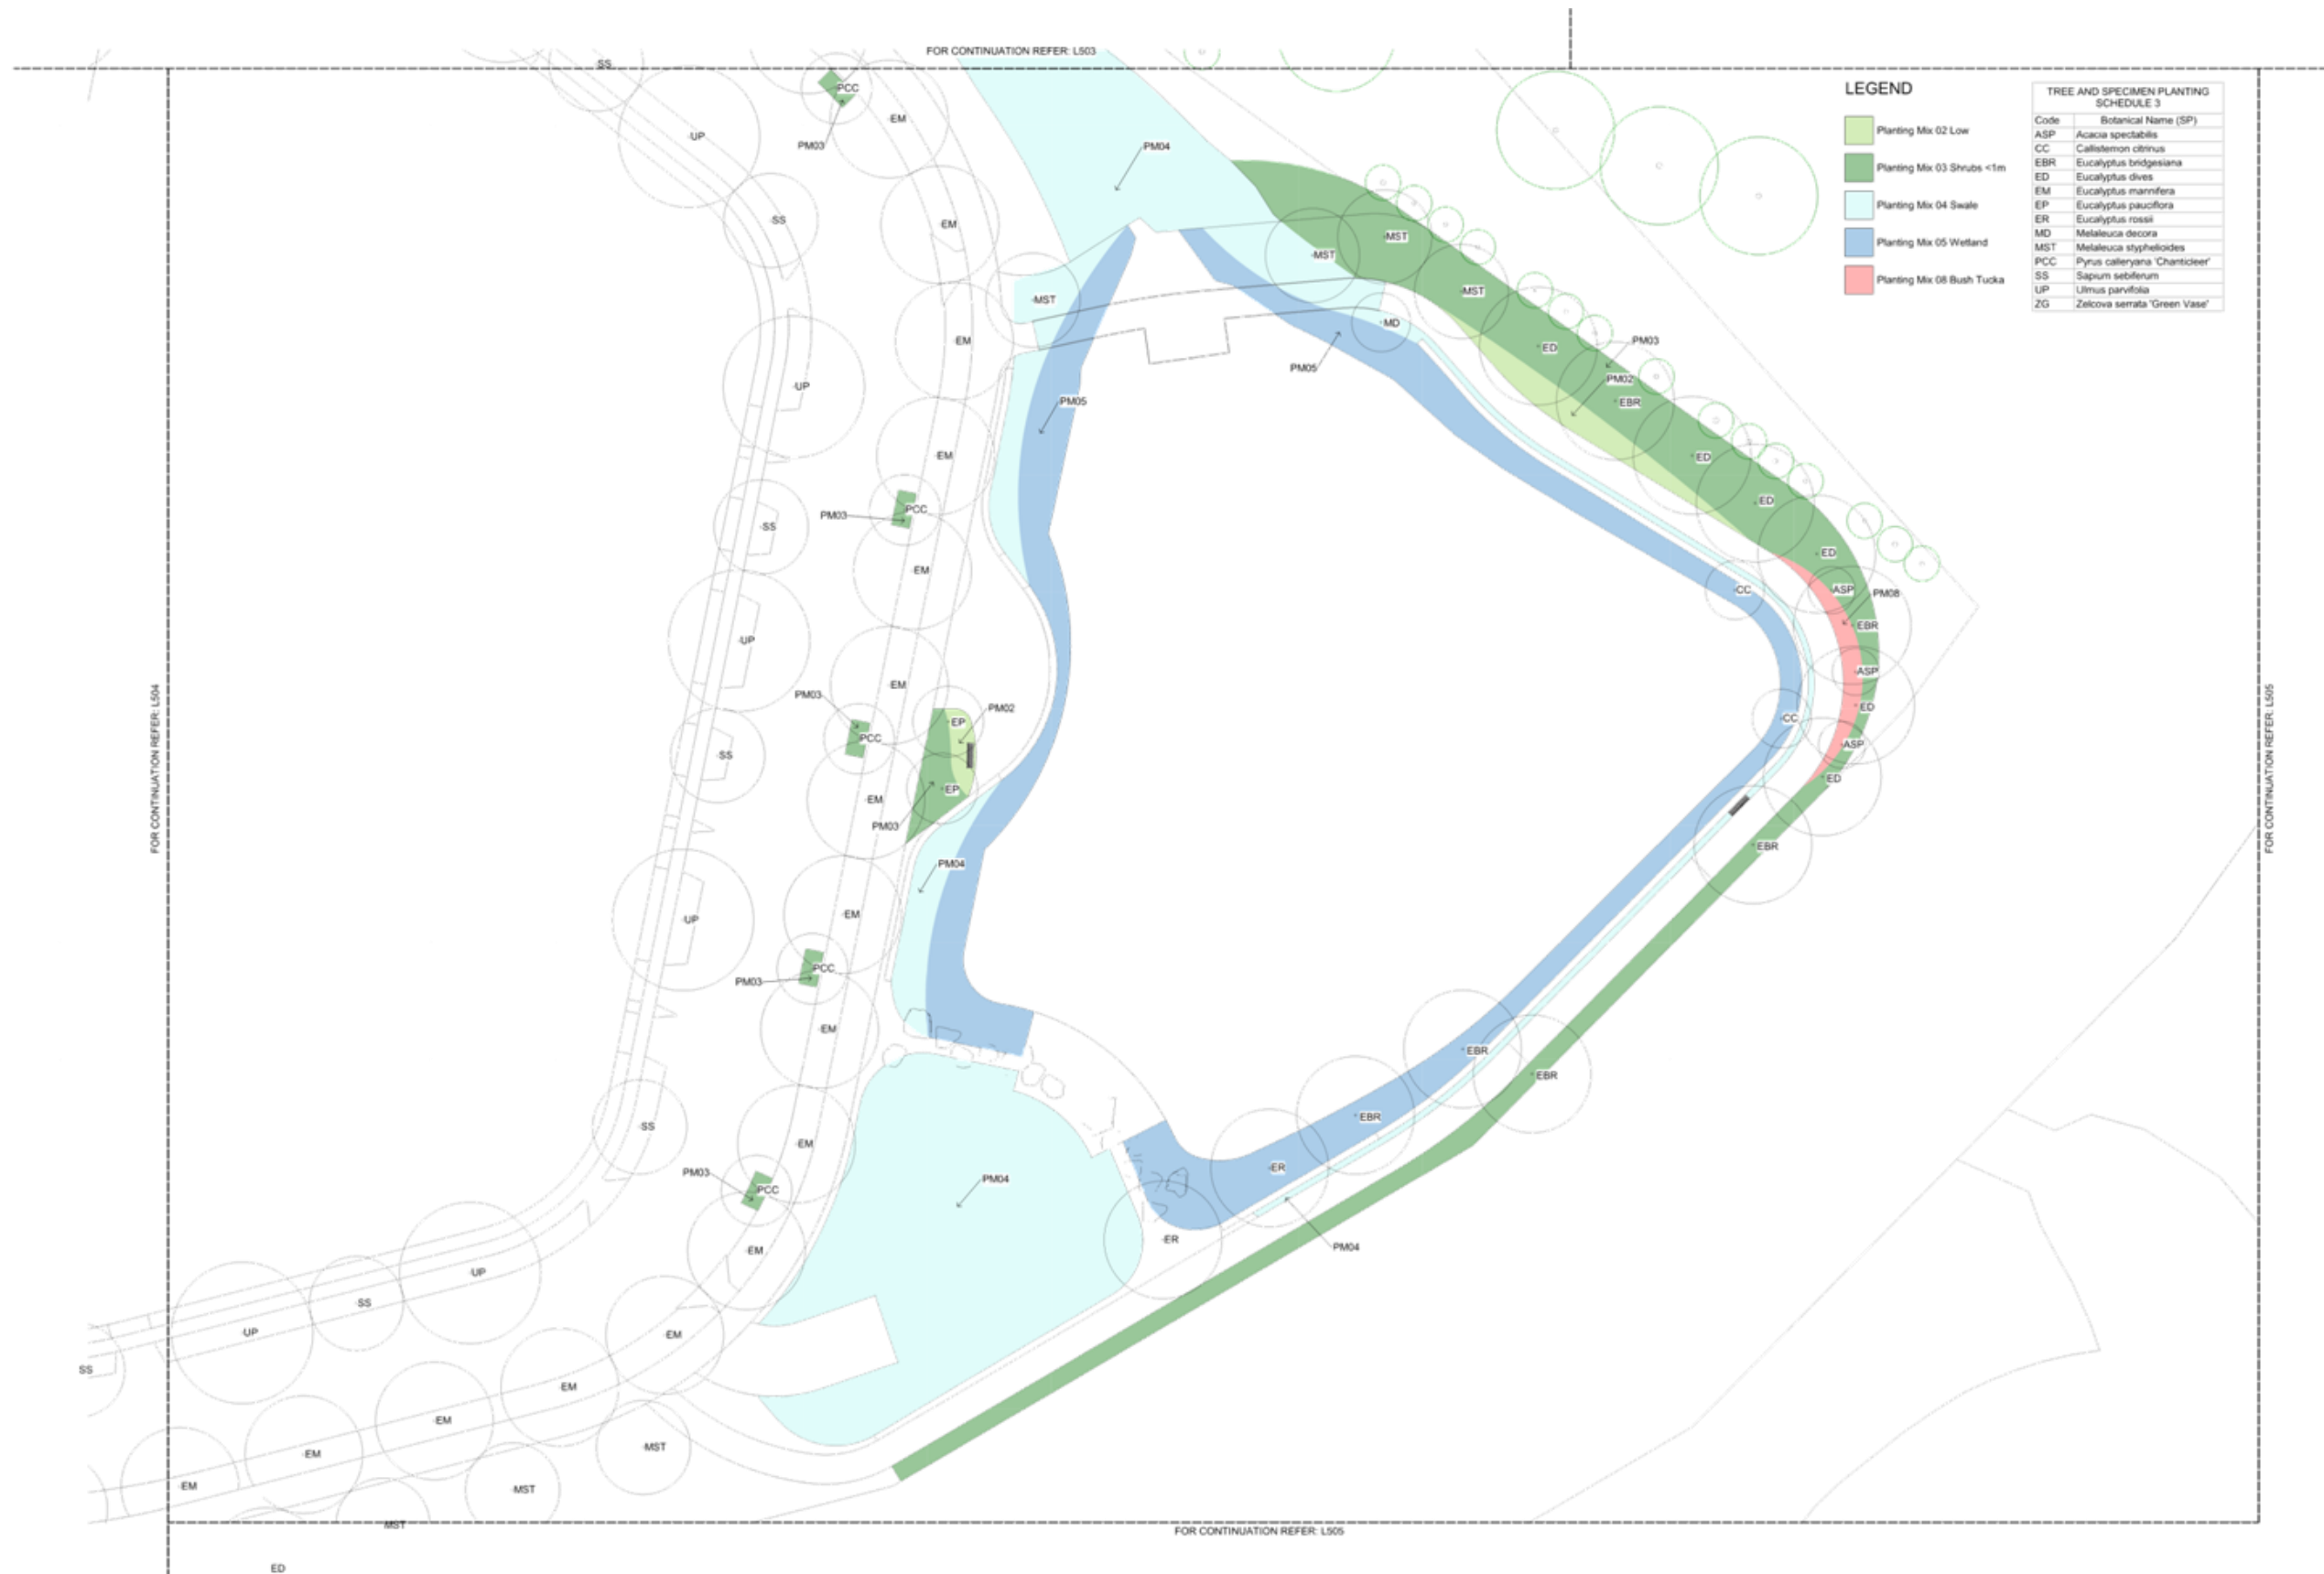 FOR CONTINUATION REFER: L503
SS
PCC
LEGEND
TREE AND SPECIMEN PLANTING
SCHEDULE 3
Code Botanical Name (SP)
ASP Acacia spectabilis
CC Callistemon citrinus
EBR Eucalyptus bridgesiana
ED Eucalyptus dives
EM Eucalyptus mannifera
EP Eucalyptus pauciflora
ER Eucalyptus rossii
MD Melaleuca decora
MST Melaleuca styphelioides
PCC Pyrus calleryana 'Chanticleer'
SS Sapium sebiferum
UP Ulmus parvifolia
ZG Zelcova serrata 'Green Vase'
Planting Mix 02 Low
Planting Mix 03 Shrubs <1m
Planting Mix 04 Swale
Planting Mix 05 Wetland
Planting Mix 08 Bush Tucka
EM
UP
PM03
PM04
SS
EM
MST
MST
MST
MST
MD
EM
ED
PM03
PM05
PM02
UP
PM05
EBR
EM
ED
ED
PCC
PM03
SS
ED
EM
CC
ASP
PM08
EBR
UP
ASP
EM
PM03
PM02
ED
EP
CC
PCC
ASP
SS
ED
EP
EM
PM03
EBR
FOR CONTINUATION REFER: L504
FOR CONTINUATION REFER: L505
PM04
EM
UP
PCC
PM03
EM
EBR
EBR
EBR
SS
EM
ER
PM03
PM04
PCC
ER
PM04
EM
UP
SS
UP
EM
SS
EM
EM
EM
MST
EM
MST
MST
FOR CONTINUATION REFER: L505
ED